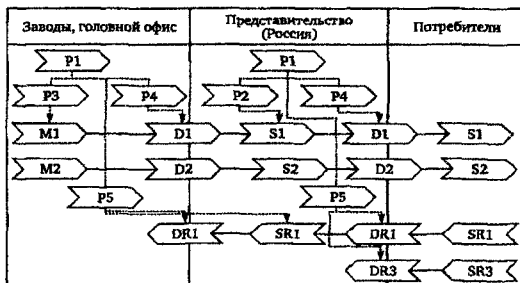 Заводы, головной офис
Представительство
(Россия)
Потребители
P1
P1
P3
P4
P2
P4
M1
D1
S1
D1
S1
M2
D2
S2
D2
S2
P5
P5
DR1
SR1
DR1
SR1
DR3
SR3